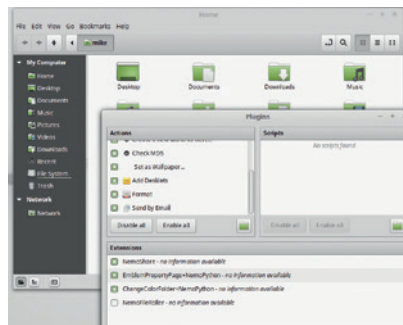 Home
File Edit View Go Bookmarks Help
mike
My Computer
Home
Desktop
Documents
Music
Pictures
Videos
Downloads
Recent
File System
Trash
Network
Network
Desktop
Documents
Downloads
Music
Plugins
Actions
Check MD5
Set as Wallpaper...
Add Desklets
Format
Send by Email
Disable all
Enable all
Scripts
No scripts found
Disable all
Enable all
Extensions
NemoShare - no information available
EmblemPropertyPage+NemoPython - no information available
ChangeColorFolder+NemoPython - no information available
NemoFileRoller - no information available